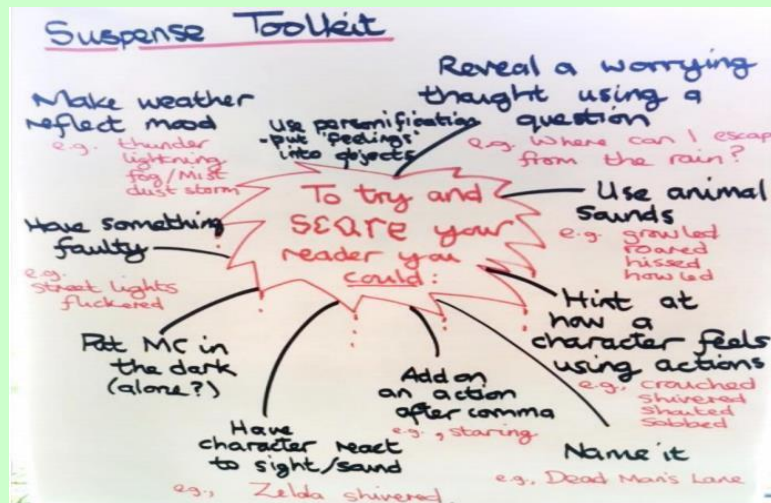 Suspense Toolkit
Make weather
reflect mood
e.g. thunder
lightning
fog/Mist
dust storm
Use personification
-put 'feelings'
into objects
Reveal a worrying
thought using a
question
e.g. Where can I escape
from the rain?
To try and
scare your
reader you
could:
Use animal
sounds
e.g. growled
roared
hissed
howled
Have something
faulty
e.g.
street lights
flickered
Hint at
how a
character feels
using actions
e.g., crouched
shivered
shouted
sobbed
Put MC in
the dark
(alone?)
Add on
an action
after comma
e.g. , staring
Have
character react
to sight/sound
e.g., Zelda shivered.
Name it
e.g., Dead Man's Lane